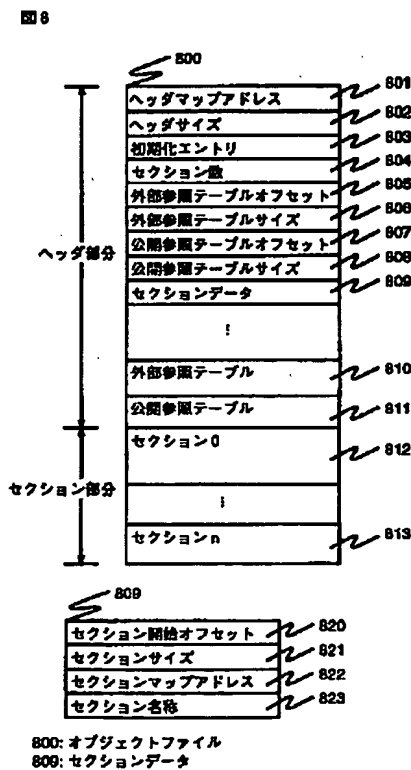 図8
800
ヘッダマップアドレス 801
ヘッダサイズ 802
初期化エントリ 803
セクション数 804
外部参照テーブルオフセット 805
外部参照テーブルサイズ 806
公開参照テーブルオフセット 807
公開参照テーブルサイズ 808
セクションデータ 809
ヘッダ部分
⋮
外部参照テーブル 810
公開参照テーブル 811
セクション0 812
セクション部分
⋮
セクションn 813
809
セクション開始オフセット 820
セクションサイズ 821
セクションマップアドレス 822
セクション名称 823
800: オブジェクトファイル
809: セクションデータ